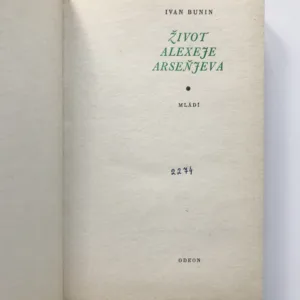 IVAN BUNIN
ŽIVOT
ALEXEJE
ARSEŇJEVA
MLÁDÍ
2274
ODEON